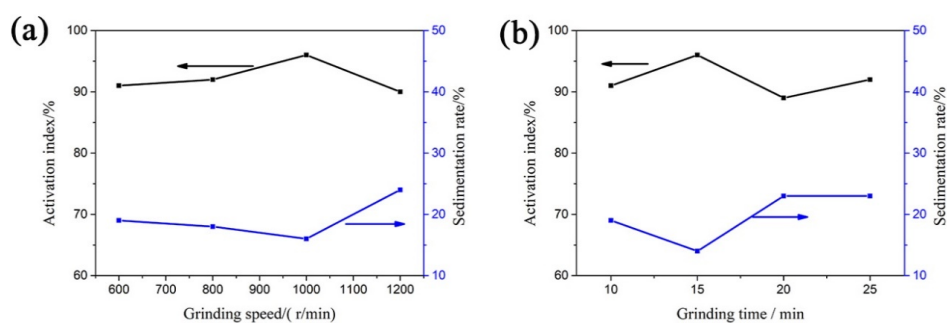 (a)
100
90
80
70
60
Activation index/%
50
40
30
20
10
Sedimentation rate/%
600 700 800 900 1000 1100 1200
Grinding speed/( r/min)
(b)
100
90
80
70
60
Activation index/%
50
40
30
20
10
Sedimentation rate/%
10 15 20 25
Grinding time / min